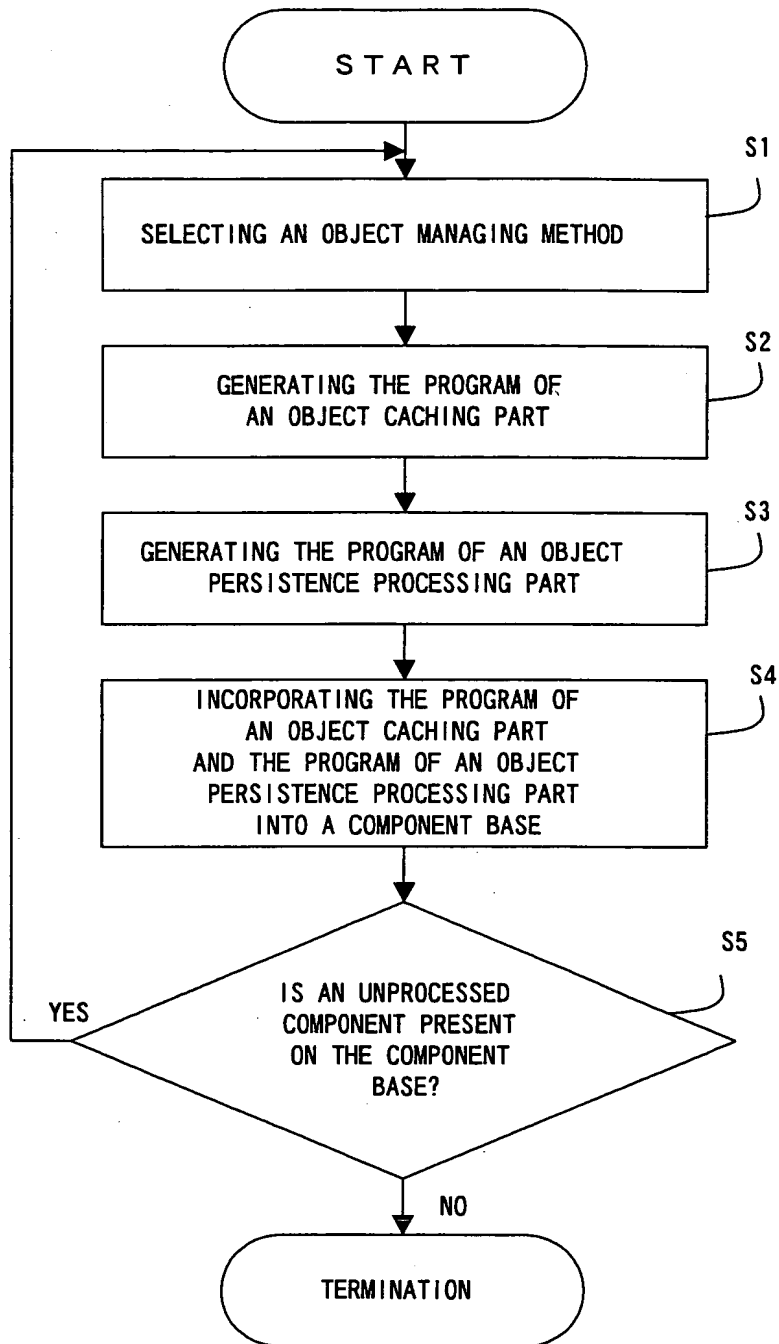 START
S1
SELECTING AN OBJECT MANAGING METHOD
S2
GENERATING THE PROGRAM OF
AN OBJECT CACHING PART
S3
GENERATING THE PROGRAM OF AN OBJECT
PERSISTENCE PROCESSING PART
S4
INCORPORATING THE PROGRAM OF
AN OBJECT CACHING PART
AND THE PROGRAM OF AN OBJECT
PERSISTENCE PROCESSING PART
INTO A COMPONENT BASE
S5
YES
IS AN UNPROCESSED
COMPONENT PRESENT
ON THE COMPONENT
BASE?
NO
TERMINATION